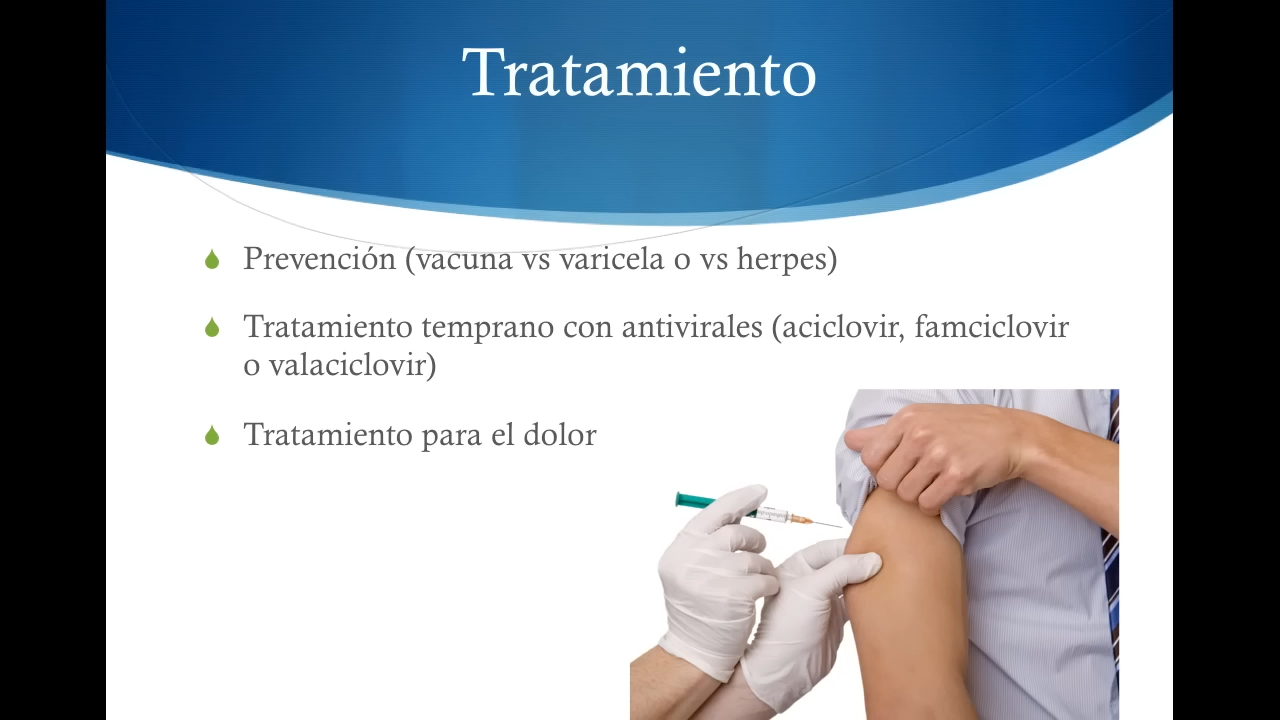 Tratamiento
Prevención (vacuna vs varicela o vs herpes)
Tratamiento temprano con antivirales (aciclovir, famciclovir
o valaciclovir)
Tratamiento para el dolor